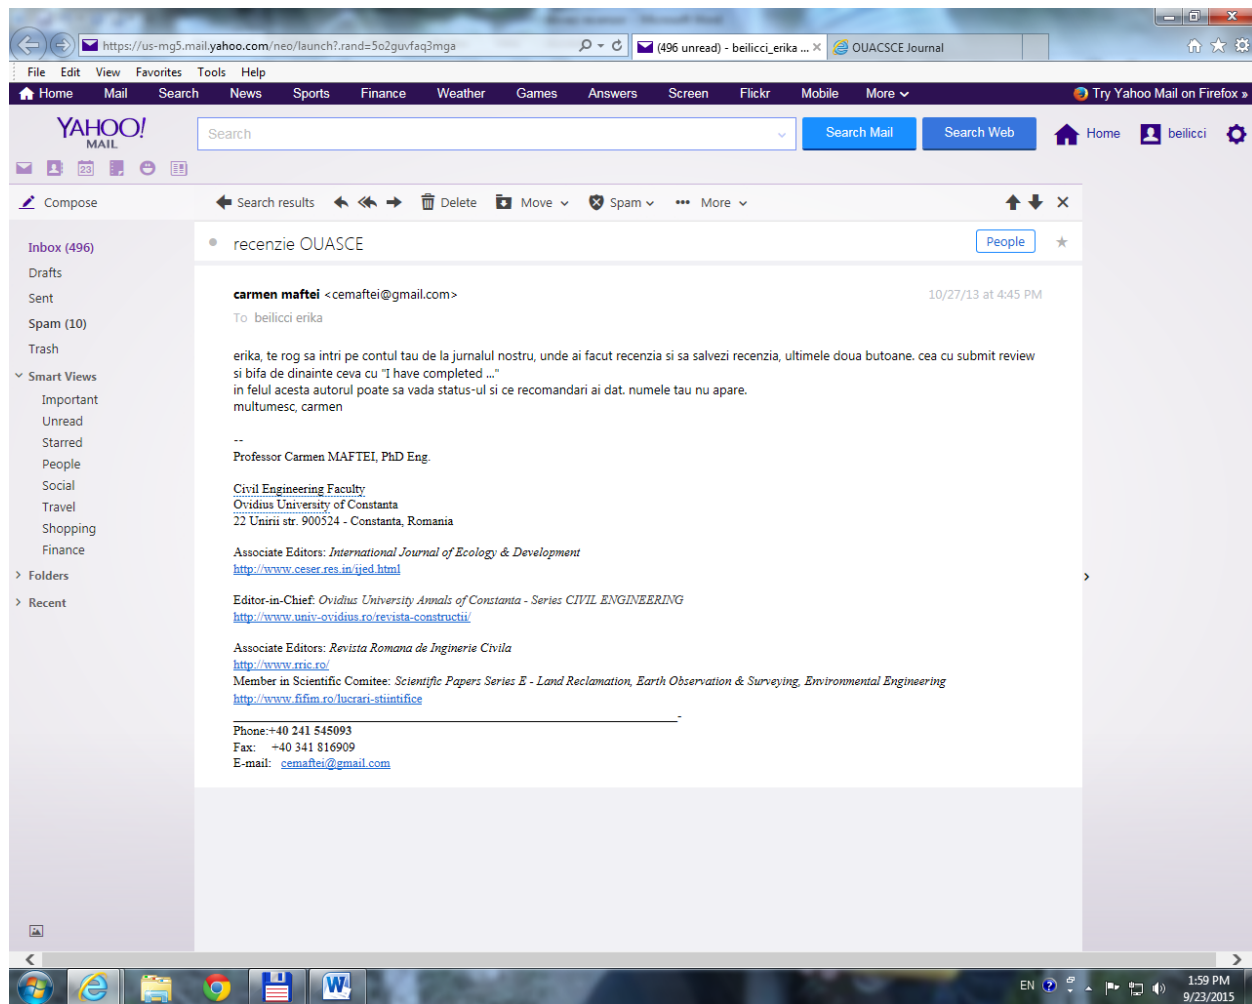 https://us-mg5.mail.yahoo.com/neo/launch?.rand=5o2guvfaq3mga
(496 unread) - beilicci_erika ...
OUACSCE Journal
File Edit View Favorites Tools Help
Home Mail Search News Sports Finance Weather Games Answers Screen Flickr Mobile More
Try Yahoo Mail on Firefox »
YAHOO!
MAIL
Search
Search Mail
Search Web
Home
beilicci
23
Compose
Search results
Delete
Move
Spam
More
Inbox (496)
Drafts
Sent
Spam (10)
Trash
Smart Views
Important
Unread
Starred
People
Social
Travel
Shopping
Finance
Folders
Recent
recenzie OUASCE
People
carmen maftei <cemaftei@gmail.com>
10/27/13 at 4:45 PM
To beilicci erika
erika, te rog sa intri pe contul tau de la jurnalul nostru, unde ai facut recenzia si sa salvezi recenzia, ultimele doua butoane. cea cu submit review
si bifa de dinainte ceva cu "I have completed ..."
in felul acesta autorul poate sa vada status-ul si ce recomandari ai dat. numele tau nu apare.
multumesc, carmen
--
Professor Carmen MAFTEI, PhD Eng.
Civil Engineering Faculty
Ovidius University of Constanta
22 Unirii str. 900524 - Constanta, Romania
Associate Editors: International Journal of Ecology & Development
http://www.ceser.res.in/ijed.html
Editor-in-Chief: Ovidius University Annals of Constanta - Series CIVIL ENGINEERING
http://www.univ-ovidius.ro/revista-constructii/
Associate Editors: Revista Romana de Inginerie Civila
http://www.rric.ro/
Member in Scientific Comitee: Scientific Papers Series E - Land Reclamation, Earth Observation & Surveying, Environmental Engineering
http://www.fifim.ro/lucrari-stiintifice
Phone:+40 241 545093
Fax: +40 341 816909
E-mail: cemaftei@gmail.com
EN
1:59 PM
9/23/2015